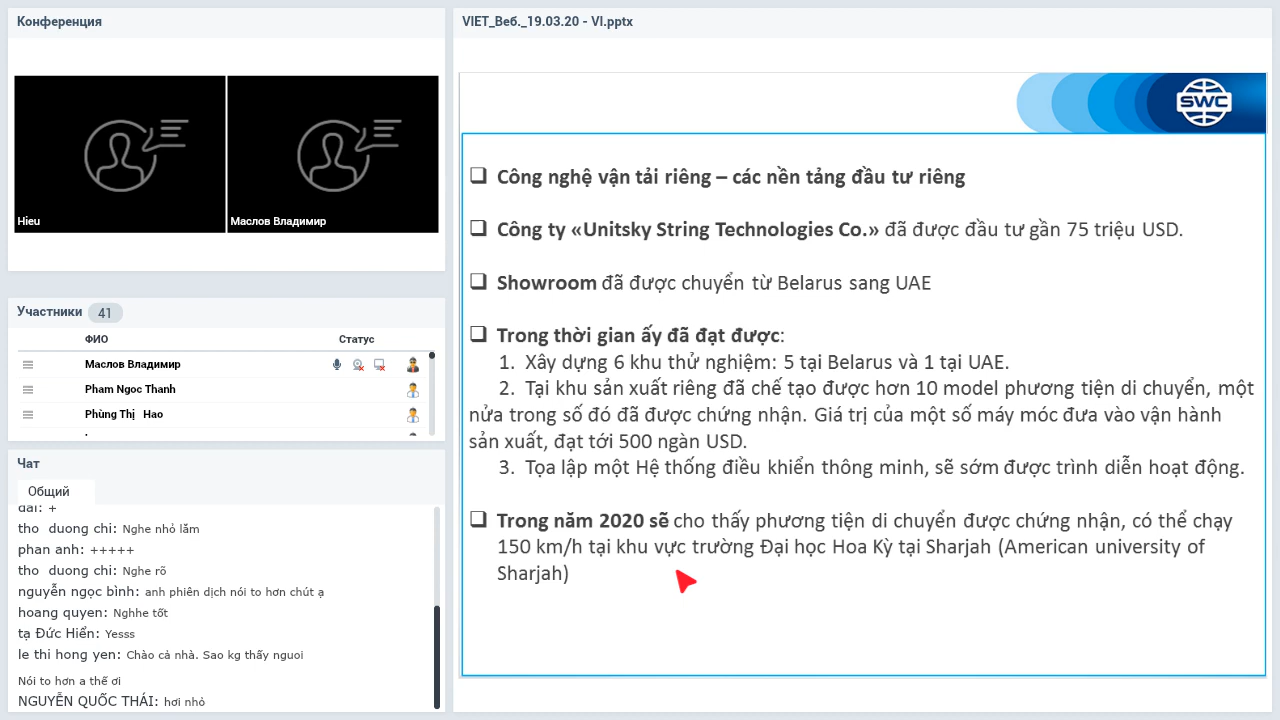 Конференция
Hieu
Маслов Владимир
Участники 41
ФИО Статус
Маслов Владимир
Pham Ngoc Thanh
Phùng Thị Hao
Чат
Общий
dai: +
tho duong chi: Nghe nhỏ lắm
phan anh: +++++
tho duong chi: Nghe rõ
nguyễn ngọc bình: anh phiên dịch nói to hơn chút ạ
hoang quyen: Nghhe tốt
tạ Đức Hiển: Yesss
le thi hong yen: Chào cả nhà. Sao kg thấy nguoi
Nói to hơn a thế ơi
NGUYỄN QUỐC THÁI: hơi nhỏ
VIET_Веб._19.03.20 - VI.pptx
SWC
Công nghệ vận tải riêng – các nền tảng đầu tư riêng
Công ty «Unitsky String Technologies Co.» đã được đầu tư gần 75 triệu USD.
Showroom đã được chuyển từ Belarus sang UAE
Trong thời gian ấy đã đạt được:
1. Xây dựng 6 khu thử nghiệm: 5 tại Belarus và 1 tại UAE.
2. Tại khu sản xuất riêng đã chế tạo được hơn 10 model phương tiện di chuyển, một
nửa trong số đó đã được chứng nhận. Giá trị của một số máy móc đưa vào vận hành
sản xuất, đạt tới 500 ngàn USD.
3. Tọa lập một Hệ thống điều khiển thông minh, sẽ sớm được trình diễn hoạt động.
Trong năm 2020 sẽ cho thấy phương tiện di chuyển được chứng nhận, có thể chạy
150 km/h tại khu vực trường Đại học Hoa Kỳ tại Sharjah (American university of
Sharjah)